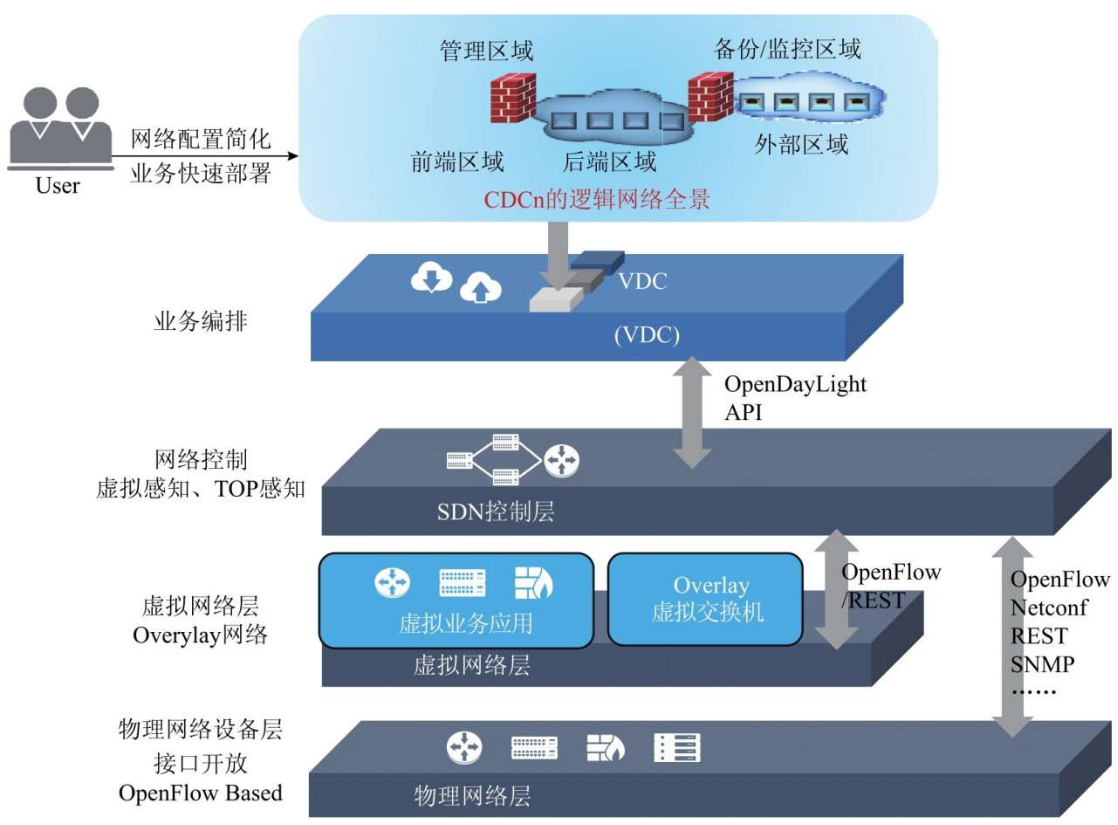 管理区域
备份/监控区域
网络配置简化
业务快速部署
User
前端区域
后端区域
外部区域
CDCn的逻辑网络全景
VDC
业务编排
(VDC)
OpenDayLight
API
网络控制
虚拟感知、TOP感知
SDN控制层
虚拟网络层
Overylay网络
虚拟业务应用
Overlay
虚拟交换机
OpenFlow
/REST
虚拟网络层
OpenFlow
Netconf
REST
SNMP
……
物理网络设备层
接口开放
OpenFlow Based
物理网络层